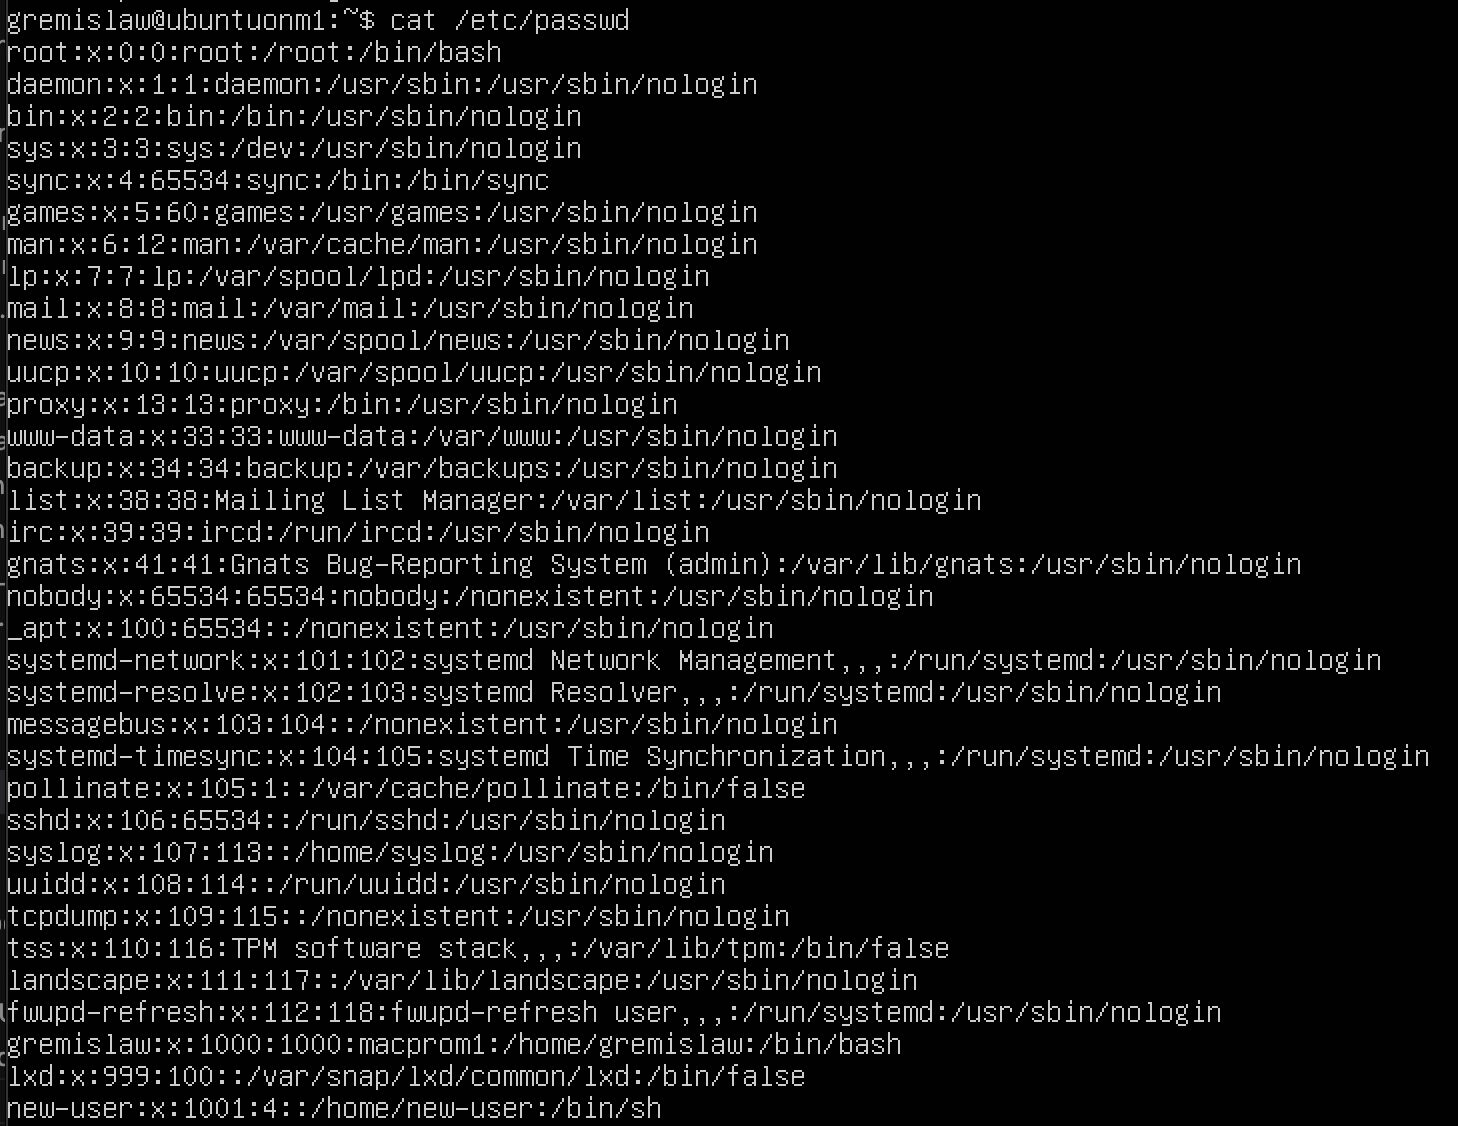 gremislaw@ubuntuonm1:~$ cat /etc/passwd
root:x:0:0:root:/root:/bin/bash
daemon:x:1:1:daemon:/usr/sbin:/usr/sbin/nologin
bin:x:2:2:bin:/bin:/usr/sbin/nologin
sys:x:3:3:sys:/dev:/usr/sbin/nologin
sync:x:4:65534:sync:/bin:/bin/sync
games:x:5:60:games:/usr/games:/usr/sbin/nologin
man:x:6:12:man:/var/cache/man:/usr/sbin/nologin
lp:x:7:7:lp:/var/spool/lpd:/usr/sbin/nologin
mail:x:8:8:mail:/var/mail:/usr/sbin/nologin
news:x:9:9:news:/var/spool/news:/usr/sbin/nologin
uucp:x:10:10:uucp:/var/spool/uucp:/usr/sbin/nologin
proxy:x:13:13:proxy:/bin:/usr/sbin/nologin
www-data:x:33:33:www-data:/var/www:/usr/sbin/nologin
backup:x:34:34:backup:/var/backups:/usr/sbin/nologin
list:x:38:38:Mailing List Manager:/var/list:/usr/sbin/nologin
irc:x:39:39:ircd:/run/ircd:/usr/sbin/nologin
gnats:x:41:41:Gnats Bug-Reporting System (admin):/var/lib/gnats:/usr/sbin/nologin
nobody:x:65534:65534:nobody:/nonexistent:/usr/sbin/nologin
_apt:x:100:65534::/nonexistent:/usr/sbin/nologin
systemd-network:x:101:102:systemd Network Management,,,:/run/systemd:/usr/sbin/nologin
systemd-resolve:x:102:103:systemd Resolver,,,:/run/systemd:/usr/sbin/nologin
messagebus:x:103:104::/nonexistent:/usr/sbin/nologin
systemd-timesync:x:104:105:systemd Time Synchronization,,,:/run/systemd:/usr/sbin/nologin
pollinate:x:105:1::/var/cache/pollinate:/bin/false
sshd:x:106:65534::/run/sshd:/usr/sbin/nologin
syslog:x:107:113::/home/syslog:/usr/sbin/nologin
uuidd:x:108:114::/run/uuidd:/usr/sbin/nologin
tcpdump:x:109:115::/nonexistent:/usr/sbin/nologin
tss:x:110:116:TPM software stack,,,:/var/lib/tpm:/bin/false
landscape:x:111:117::/var/lib/landscape:/usr/sbin/nologin
fwupd-refresh:x:112:118:fwupd-refresh user,,,:/run/systemd:/usr/sbin/nologin
gremislaw:x:1000:1000:macprom1:/home/gremislaw:/bin/bash
lxd:x:999:100::/var/snap/lxd/common/lxd:/bin/false
new-user:x:1001:4::/home/new-user:/bin/sh